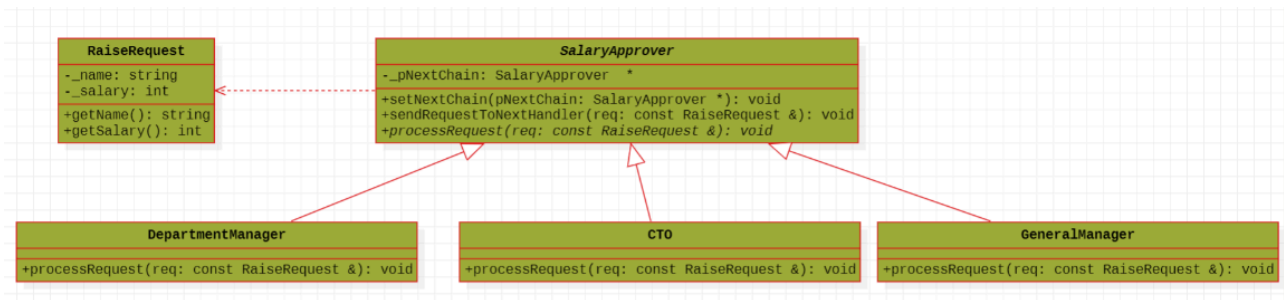 RaiseRequest
-_name: string
-_salary: int
+getName(): string
+getSalary(): int
SalaryApprover
-_pNextChain: SalaryApprover *
+setNextChain(pNextChain: SalaryApprover *): void
+sendRequestToNextHandler(req: const RaiseRequest &): void
+processRequest(req: const RaiseRequest &): void
DepartmentManager
+processRequest(req: const RaiseRequest &): void
CTO
+processRequest(req: const RaiseRequest &): void
GeneralManager
+processRequest(req: const RaiseRequest &): void